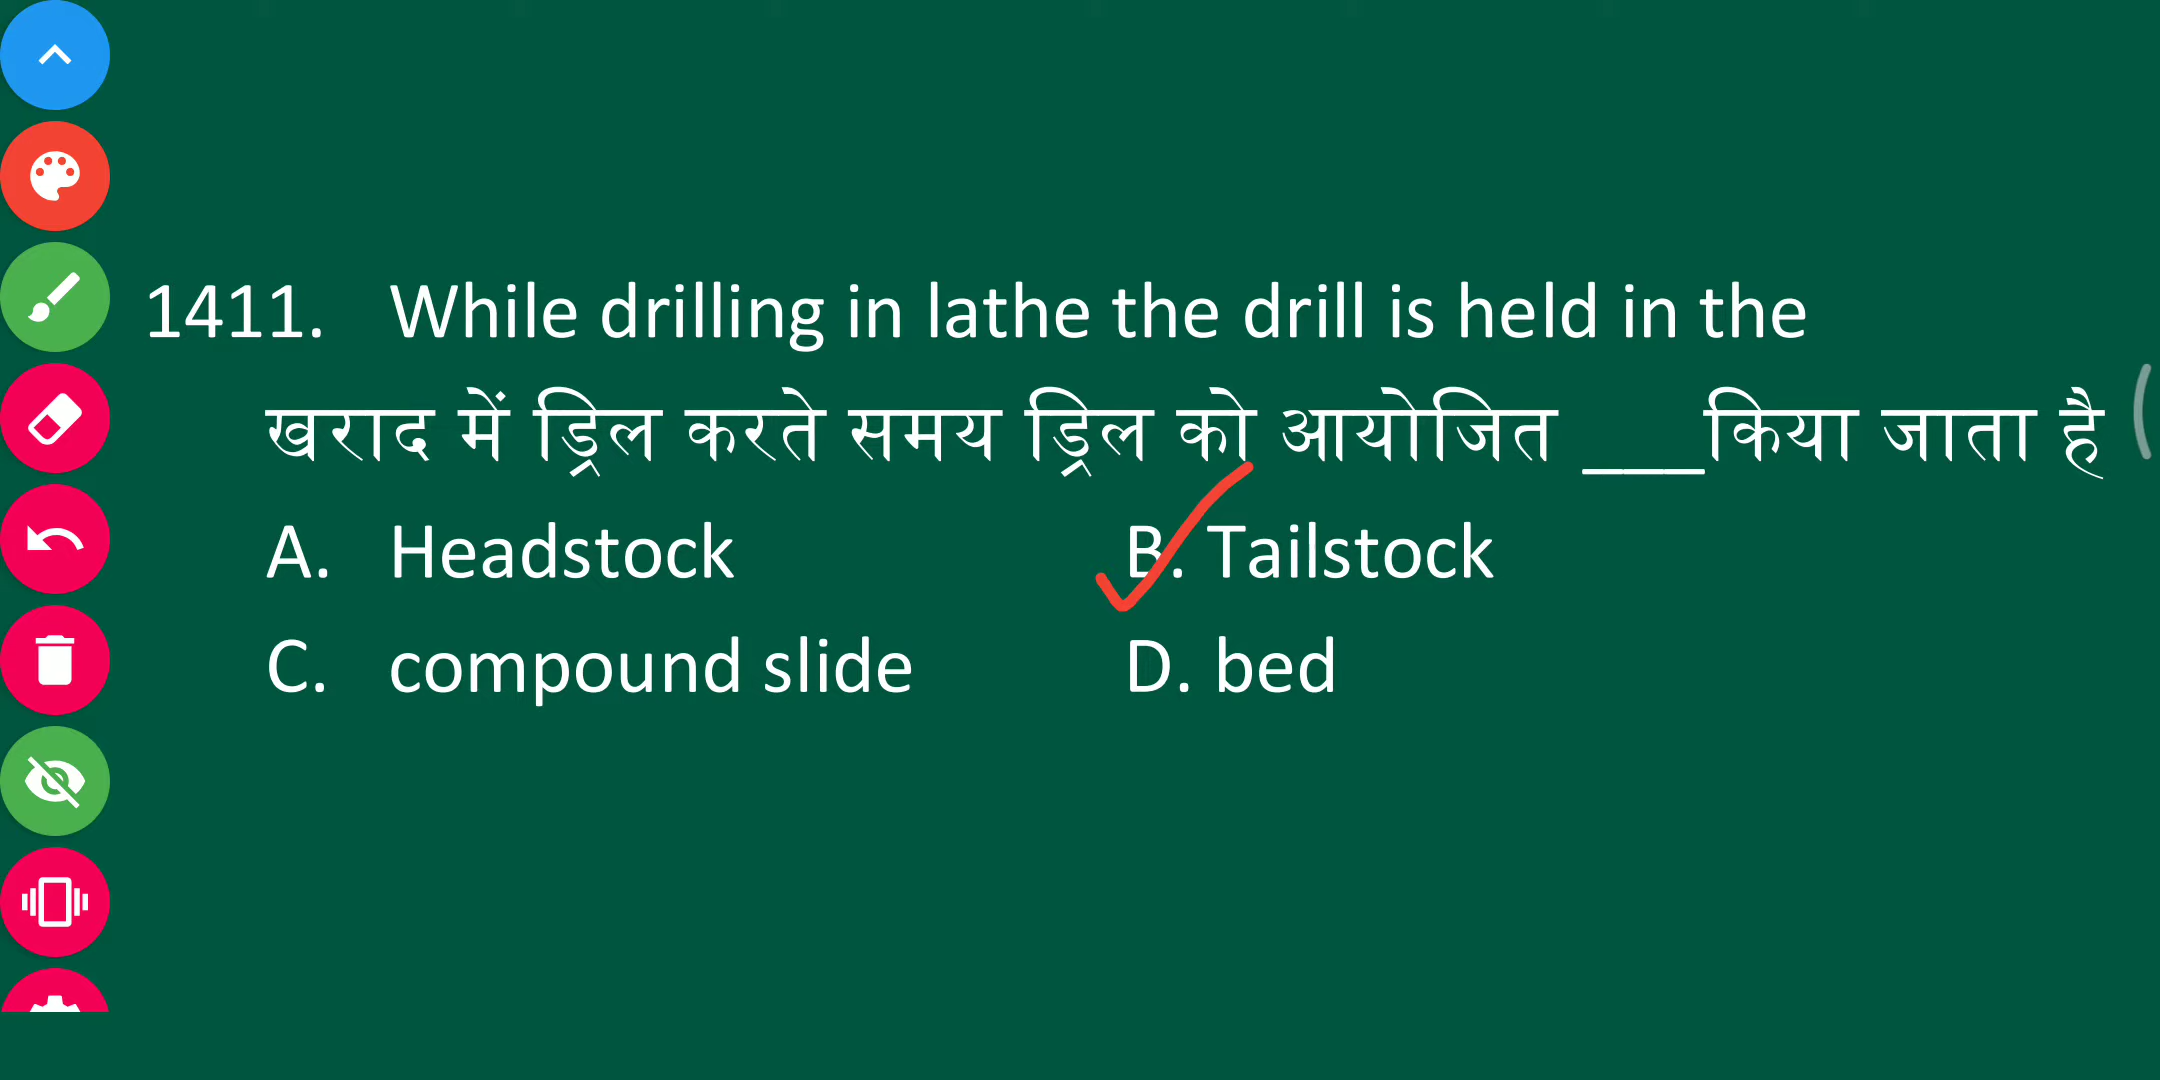 1411. While drilling in lathe the drill is held in the
खराद में ड्रिल करते समय ड्रिल को आयोजित ___किया जाता है
A. Headstock B. Tailstock
C. compound slide D. bed